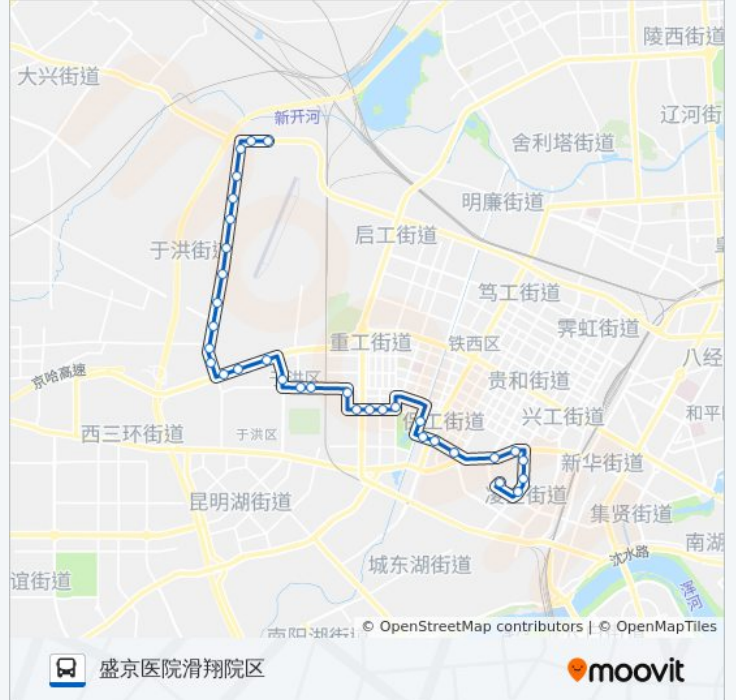 陵西街道
大兴街道
辽河街
新开河
舍利塔街道
明廉街道
启工街道
于洪街道
笃工街道
霁虹街道
重工街道
铁西区
八经
京哈高速
于洪区
贵和街道
兴工街道
和平
保工街道
西三环街道
于洪区
新华街道
昆明湖街道
凌空街道
集贤街道
沈水路
南湖
城东湖街道
谊街道
南阳湖街道
© OpenStreetMap contributors | © OpenMapTiles
盛京医院滑翔院区
moovit